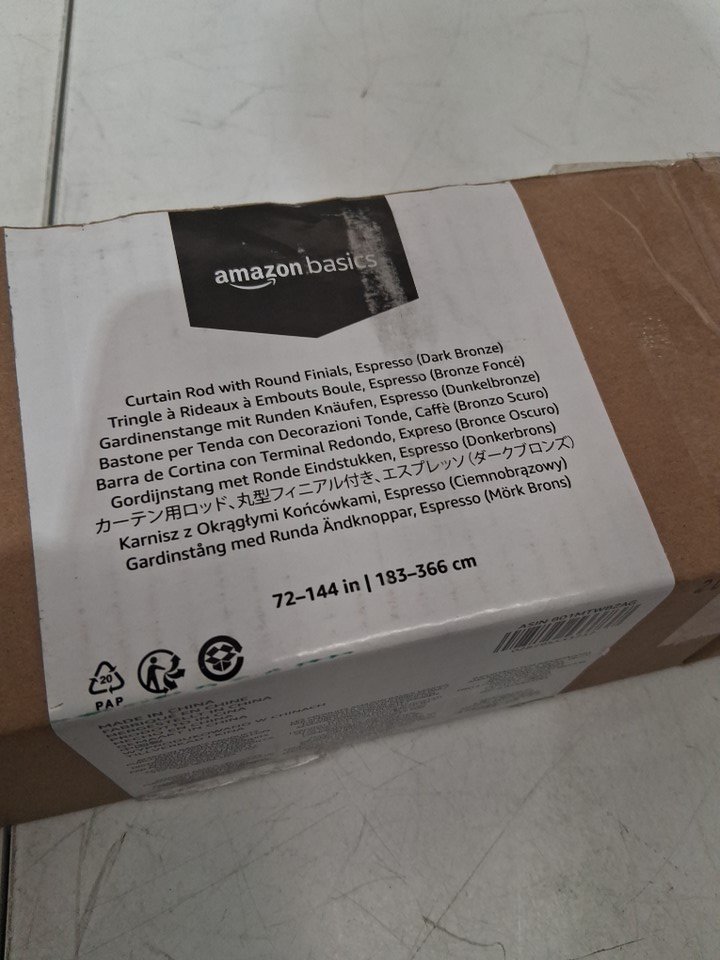 amazon basics
Curtain Rod with Round Finials, Espresso (Dark Bronze)
Tringle à Rideaux à Embouts Boule, Espresso (Bronze Foncé)
Gardinenstange mit Runden Knäufen, Espresso (Dunkelbronze)
Bastone per Tenda con Decorazioni Tonde, Caffè (Bronzo Scuro)
Barra de Cortina con Terminal Redondo, Expreso (Bronce Oscuro)
Gordijnstang met Ronde Eindstukken, Espresso (Donkerbrons)
カーテン用ロッド、丸型フィニアル付き、エスプレッソ(ダークブロンズ)
Karnisz z Okrągłymi Końcówkami, Espresso (Ciemnobrązowy)
Gardinstång med Runda Ändknoppar, Espresso (Mörk Brons)
72–144 in | 183–366 cm
20
PAP
MADE IN CHINA
FABRIQUÉ EN CHINE
ASIN